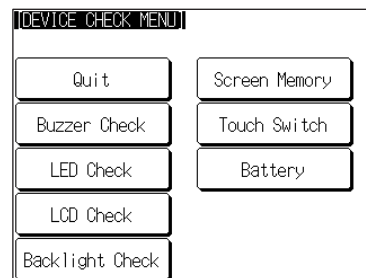 [DEVICE CHECK MENU]
Quit
Screen Memory
Buzzer Check
Touch Switch
LED Check
Battery
LCD Check
Backlight Check